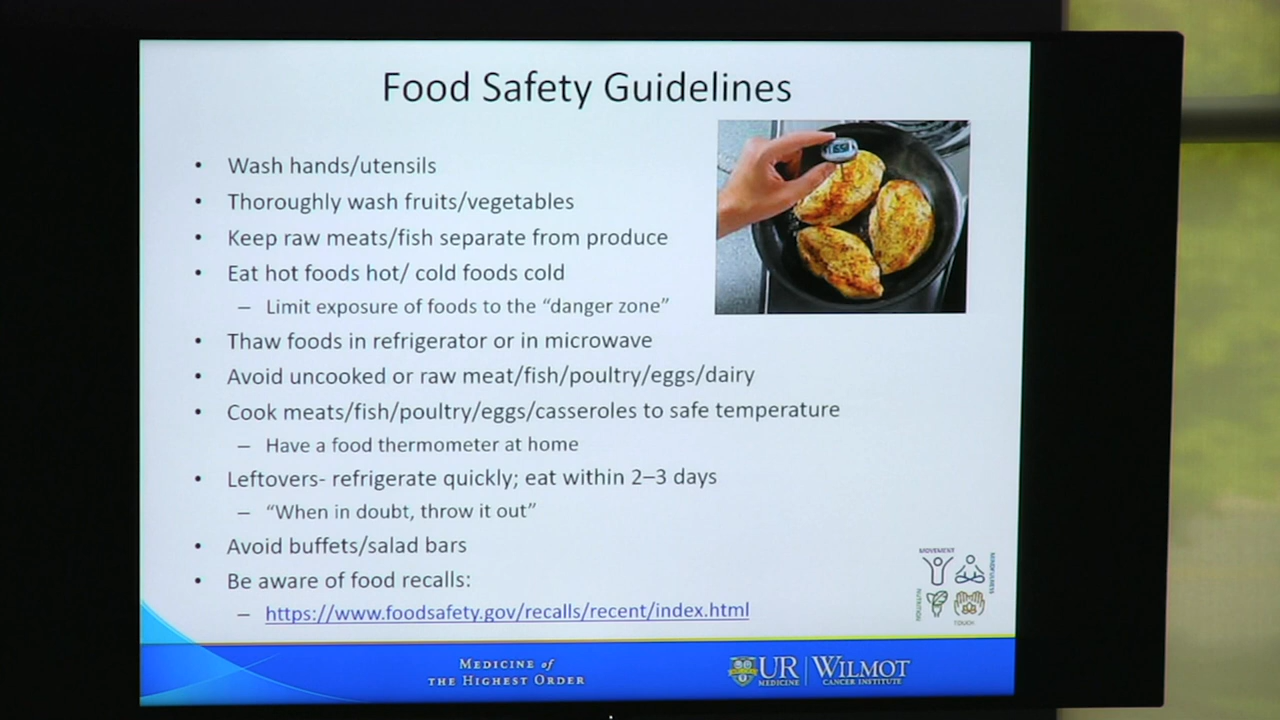 Food Safety Guidelines
• Wash hands/utensils
• Thoroughly wash fruits/vegetables
• Keep raw meats/fish separate from produce
• Eat hot foods hot/ cold foods cold
– Limit exposure of foods to the “danger zone”
• Thaw foods in refrigerator or in microwave
• Avoid uncooked or raw meat/fish/poultry/eggs/dairy
• Cook meats/fish/poultry/eggs/casseroles to safe temperature
– Have a food thermometer at home
• Leftovers- refrigerate quickly; eat within 2–3 days
– “When in doubt, throw it out”
• Avoid buffets/salad bars
• Be aware of food recalls:
– https://www.foodsafety.gov/recalls/recent/index.html
MOVEMENT
MINDFULNESS
NUTRITION
TOUCH
MEDICINE of
THE HIGHEST ORDER
UR
MEDICINE
WILMOT
CANCER INSTITUTE